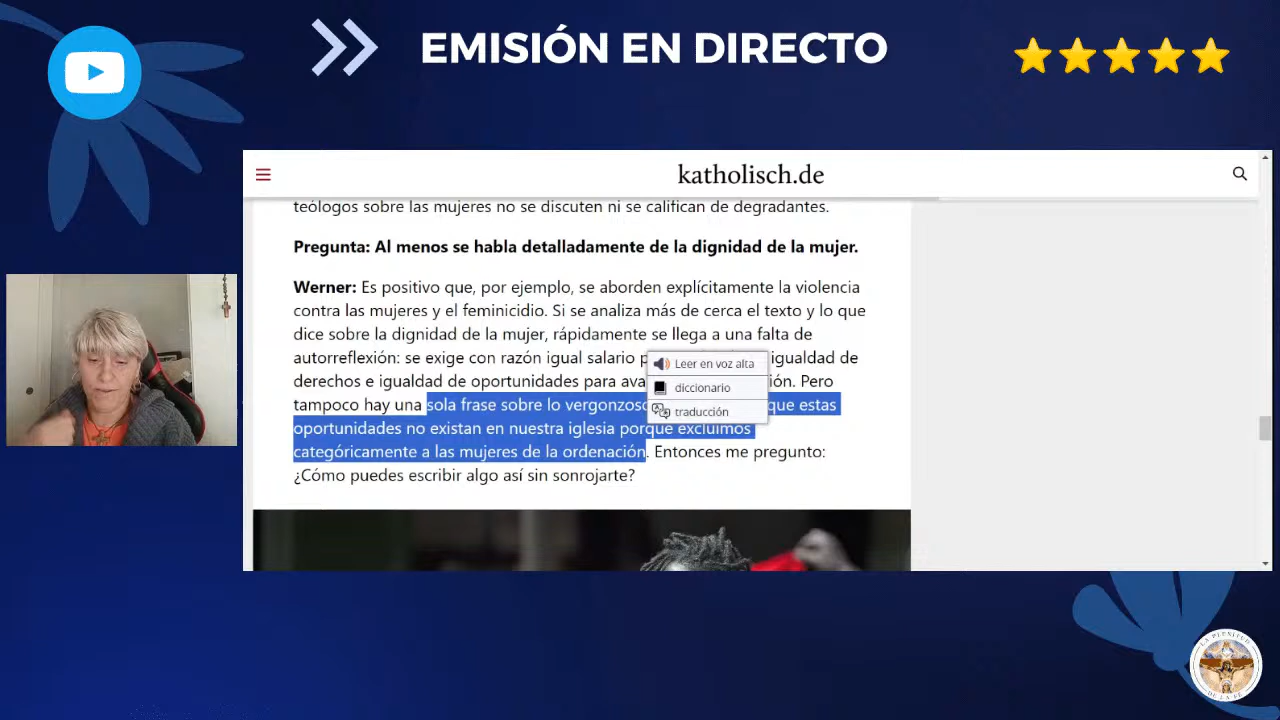 EMISIÓN EN DIRECTO
katholisch.de
teólogos sobre las mujeres no se discuten ni se califican de degradantes.
Pregunta: Al menos se habla detalladamente de la dignidad de la mujer.
Werner: Es positivo que, por ejemplo, se aborden explícitamente la violencia
contra las mujeres y el feminicidio. Si se analiza más de cerca el texto y lo que
dice sobre la dignidad de la mujer, rápidamente se llega a una falta de
autorreflexión: se exige con razón igual salario igualdad de
Leer en voz alta
derechos e igualdad de oportunidades para
diccionario
Pero
tampoco hay una sola frase sobre lo que estas
traducción
oportunidades no existan en nuestra iglesia porque excluimos
categóricamente a las mujeres de la ordenación. Entonces me pregunto:
¿Cómo puedes escribir algo así sin sonrojarte?
LA PLENITUD
DE LA FE